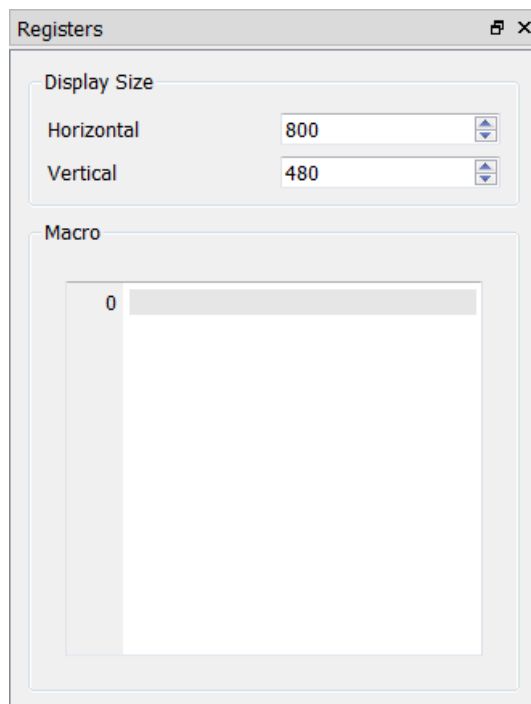 Registers
Display Size
Horizontal 800
Vertical 480
Macro
0